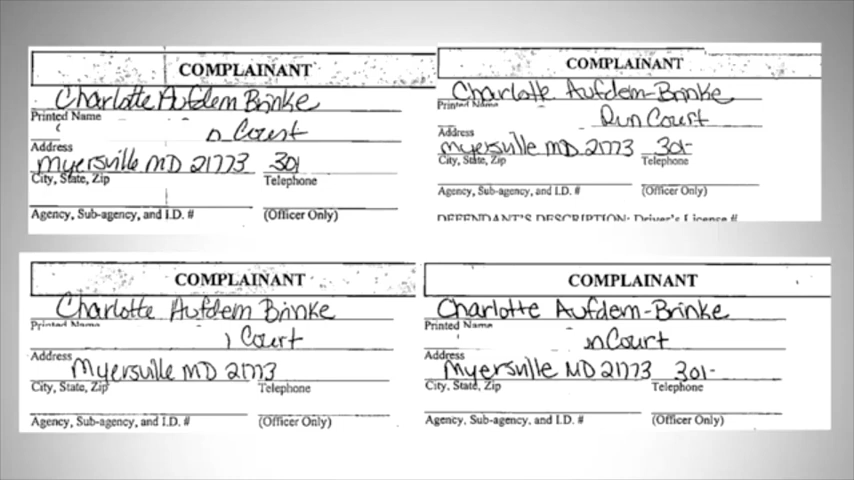 COMPLAINANT
Charlotte Aufdem Brinke
Printed Name
Court
Address
Myersville MD 21773 301
City, State, Zip Telephone
Agency, Sub-agency, and I.D. # (Officer Only)
COMPLAINANT
Charlotte Aufdem-Brinke
Printed Name
Run Court
Address
Myersville MD 21773 301-
City, State, Zip Telephone
Agency, Sub-agency, and I.D. # (Officer Only)
DEFENDANT'S DESCRIPTION: Driver's License #
COMPLAINANT
Charlotte Aufdem Brinke
Printed Name
Court
Address
Myersville MD 21773
City, State, Zip Telephone
Agency, Sub-agency, and I.D. # (Officer Only)
COMPLAINANT
Charlotte Aufdem-Brinke
Printed Name
n Court
Address
Myersville MD 21773 301-
City, State, Zip Telephone
Agency, Sub-agency, and I.D. # (Officer Only)